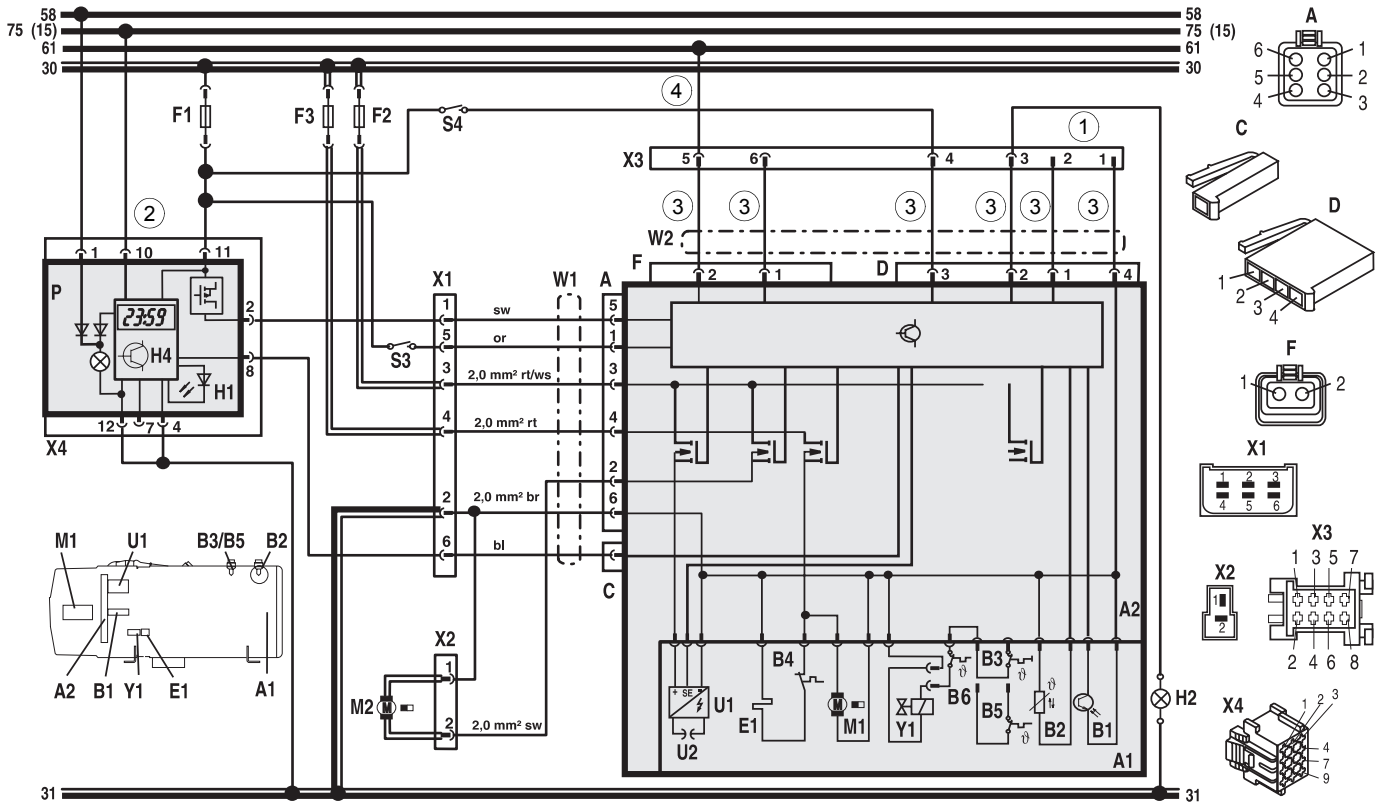 58 58
75 (15) 75 (15)
61 61
30 30
A
6 1
5 2
4 3
F1 F3 F2
S4
4
1
C
X3 5 6 4 3 2 1
2
3 3 3 3 3 3
W2
D
1
2
3
4
1 10 11
F 2 1 D 3 2 1 4
P
X1 W1 A
23:59
H4
H1
2
8
1 sw 5
5 or 1
S3
3 2,0 mm² rt/ws 3
4 2,0 mm² rt 4
2
2 2,0 mm² br 6
6 bl
C
12 7 4
X4
F
1 2
X1
1 2 3
4 5 6
M1 U1 B3/B5 B2
A2 B1 Y1 E1 A1
X3
1 3 5 7
2 4 6 8
X2
1
2
A2
X2
1
M2 M
2 2,0 mm² sw
+ SE -
U1
U2
B4
E1
M M1
Y1
B6
B3 ϑ
ϑ
B5 ϑ
ϑ
B2
B1
A1
H2
X4
1 2 3
4
7
9
31 31